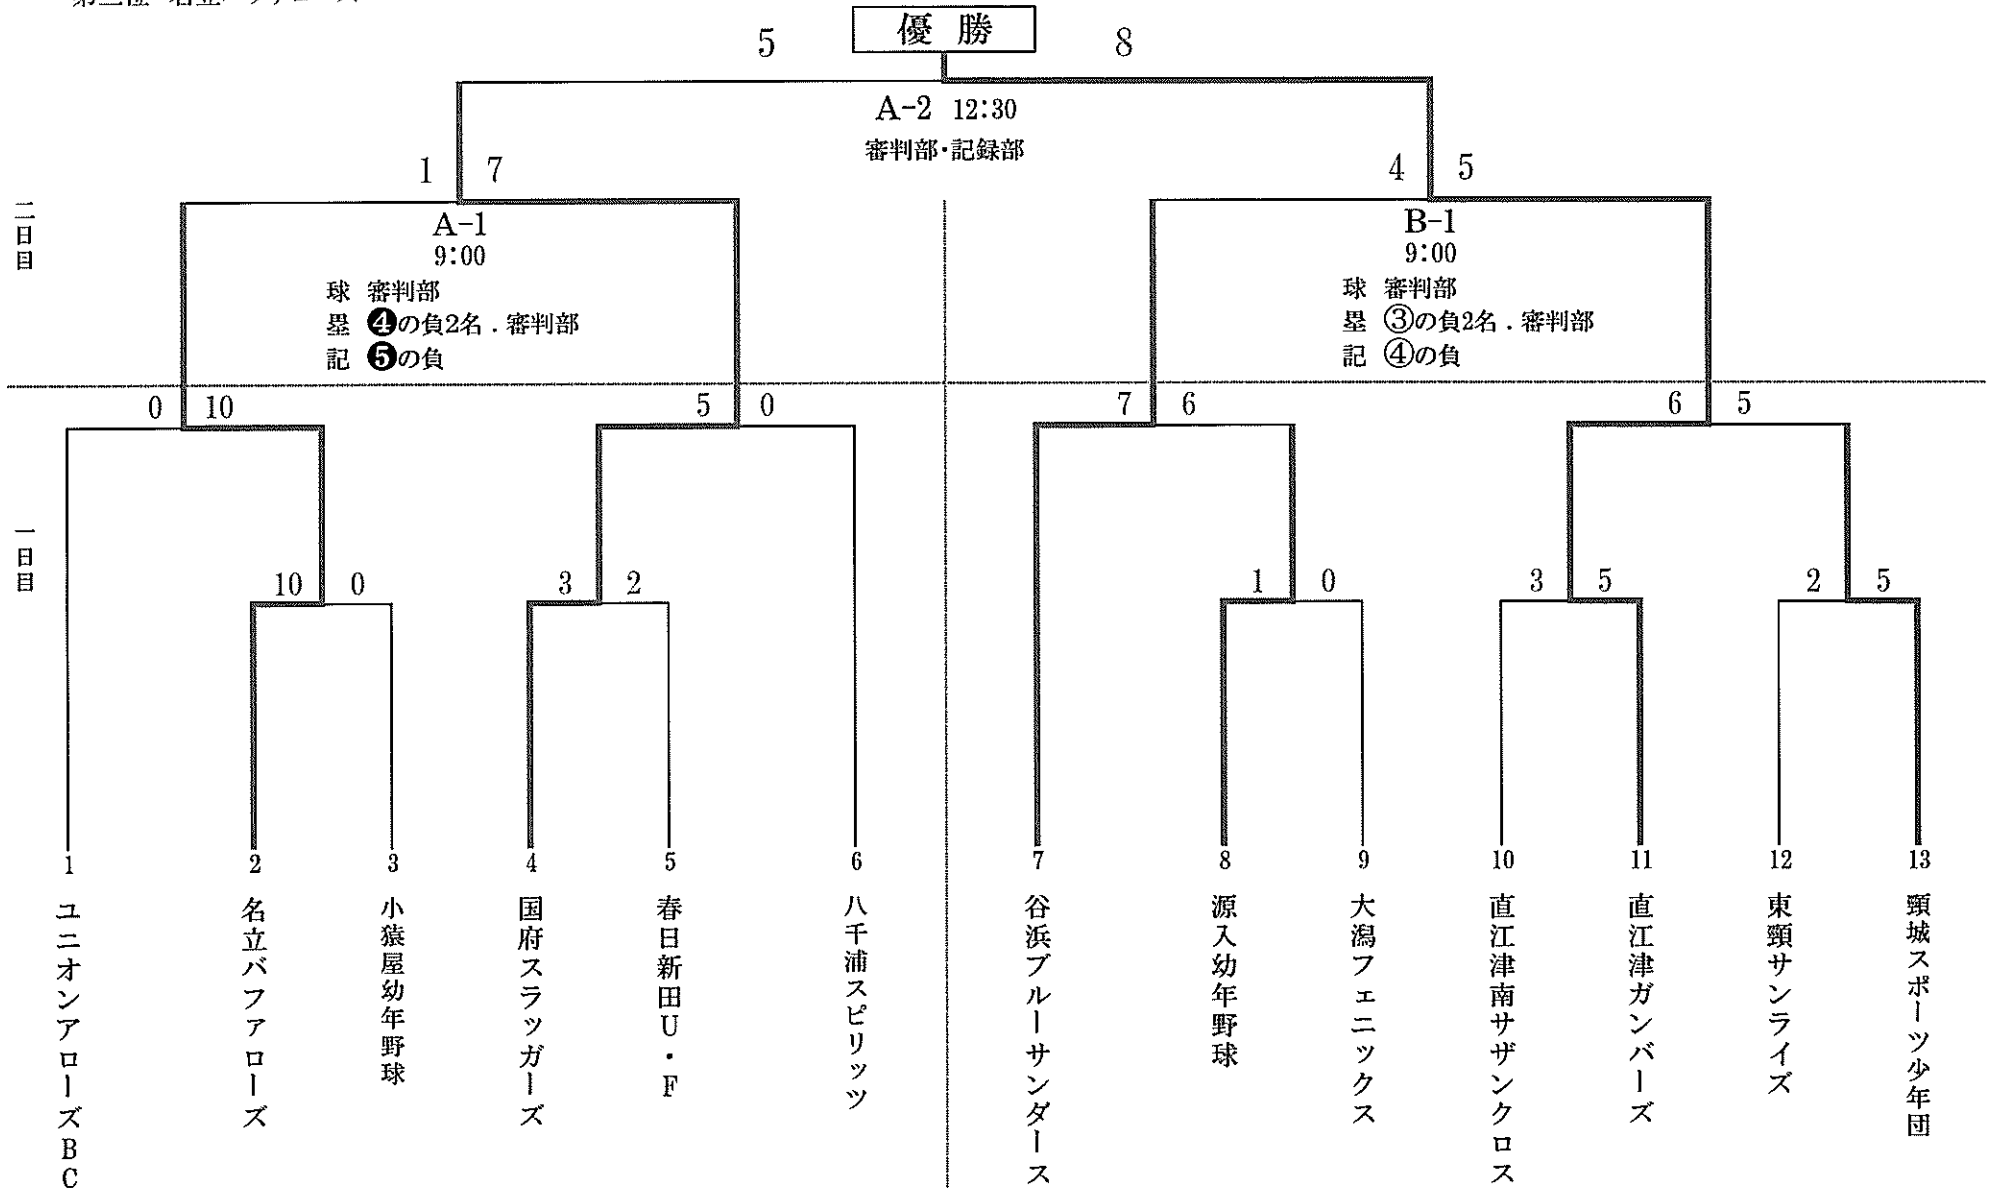 優勝
5
8
A-2 12:30
審判部・記録部
1 7
4 5
二日目
A-1
9:00
球 審判部
塁 ❹の負2名．審判部
記 ❺の負
B-1
9:00
球 審判部
塁 ③の負2名．審判部
記 ④の負
0 10
5 0
7 6
6 5
一日目
10 0
3 2
1 0
3 5
2 5
1
2
3
4
5
6
7
8
9
10
11
12
13
ユニオンアローズBC
名立バファローズ
小猿屋幼年野球
国府スラッガーズ
春日新田U・F
八千浦スピリッツ
谷浜ブルーサンダース
源入幼年野球
大潟フェニックス
直江津南サザンクロス
直江津ガンバーズ
東頸サンライズ
頸城スポーツ少年団